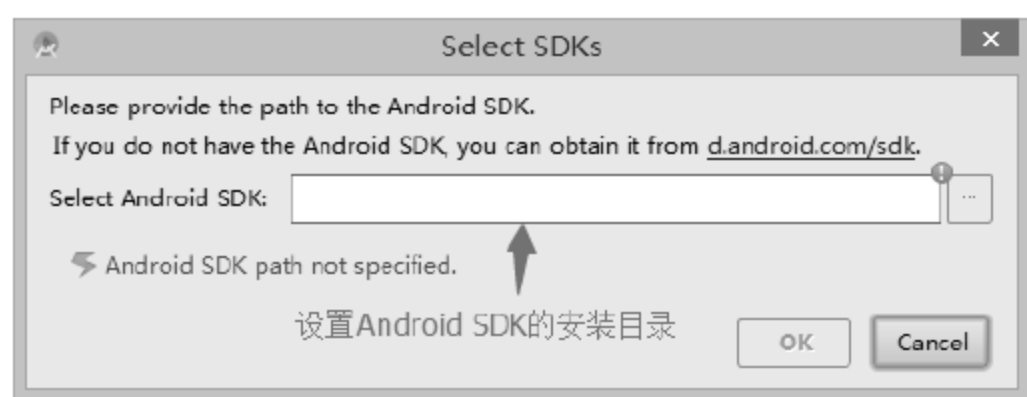 Select SDKs
Please provide the path to the Android SDK.
If you do not have the Android SDK, you can obtain it from d.android.com/sdk.
Select Android SDK:
...
Android SDK path not specified.
设置Android SDK的安装目录
OK
Cancel